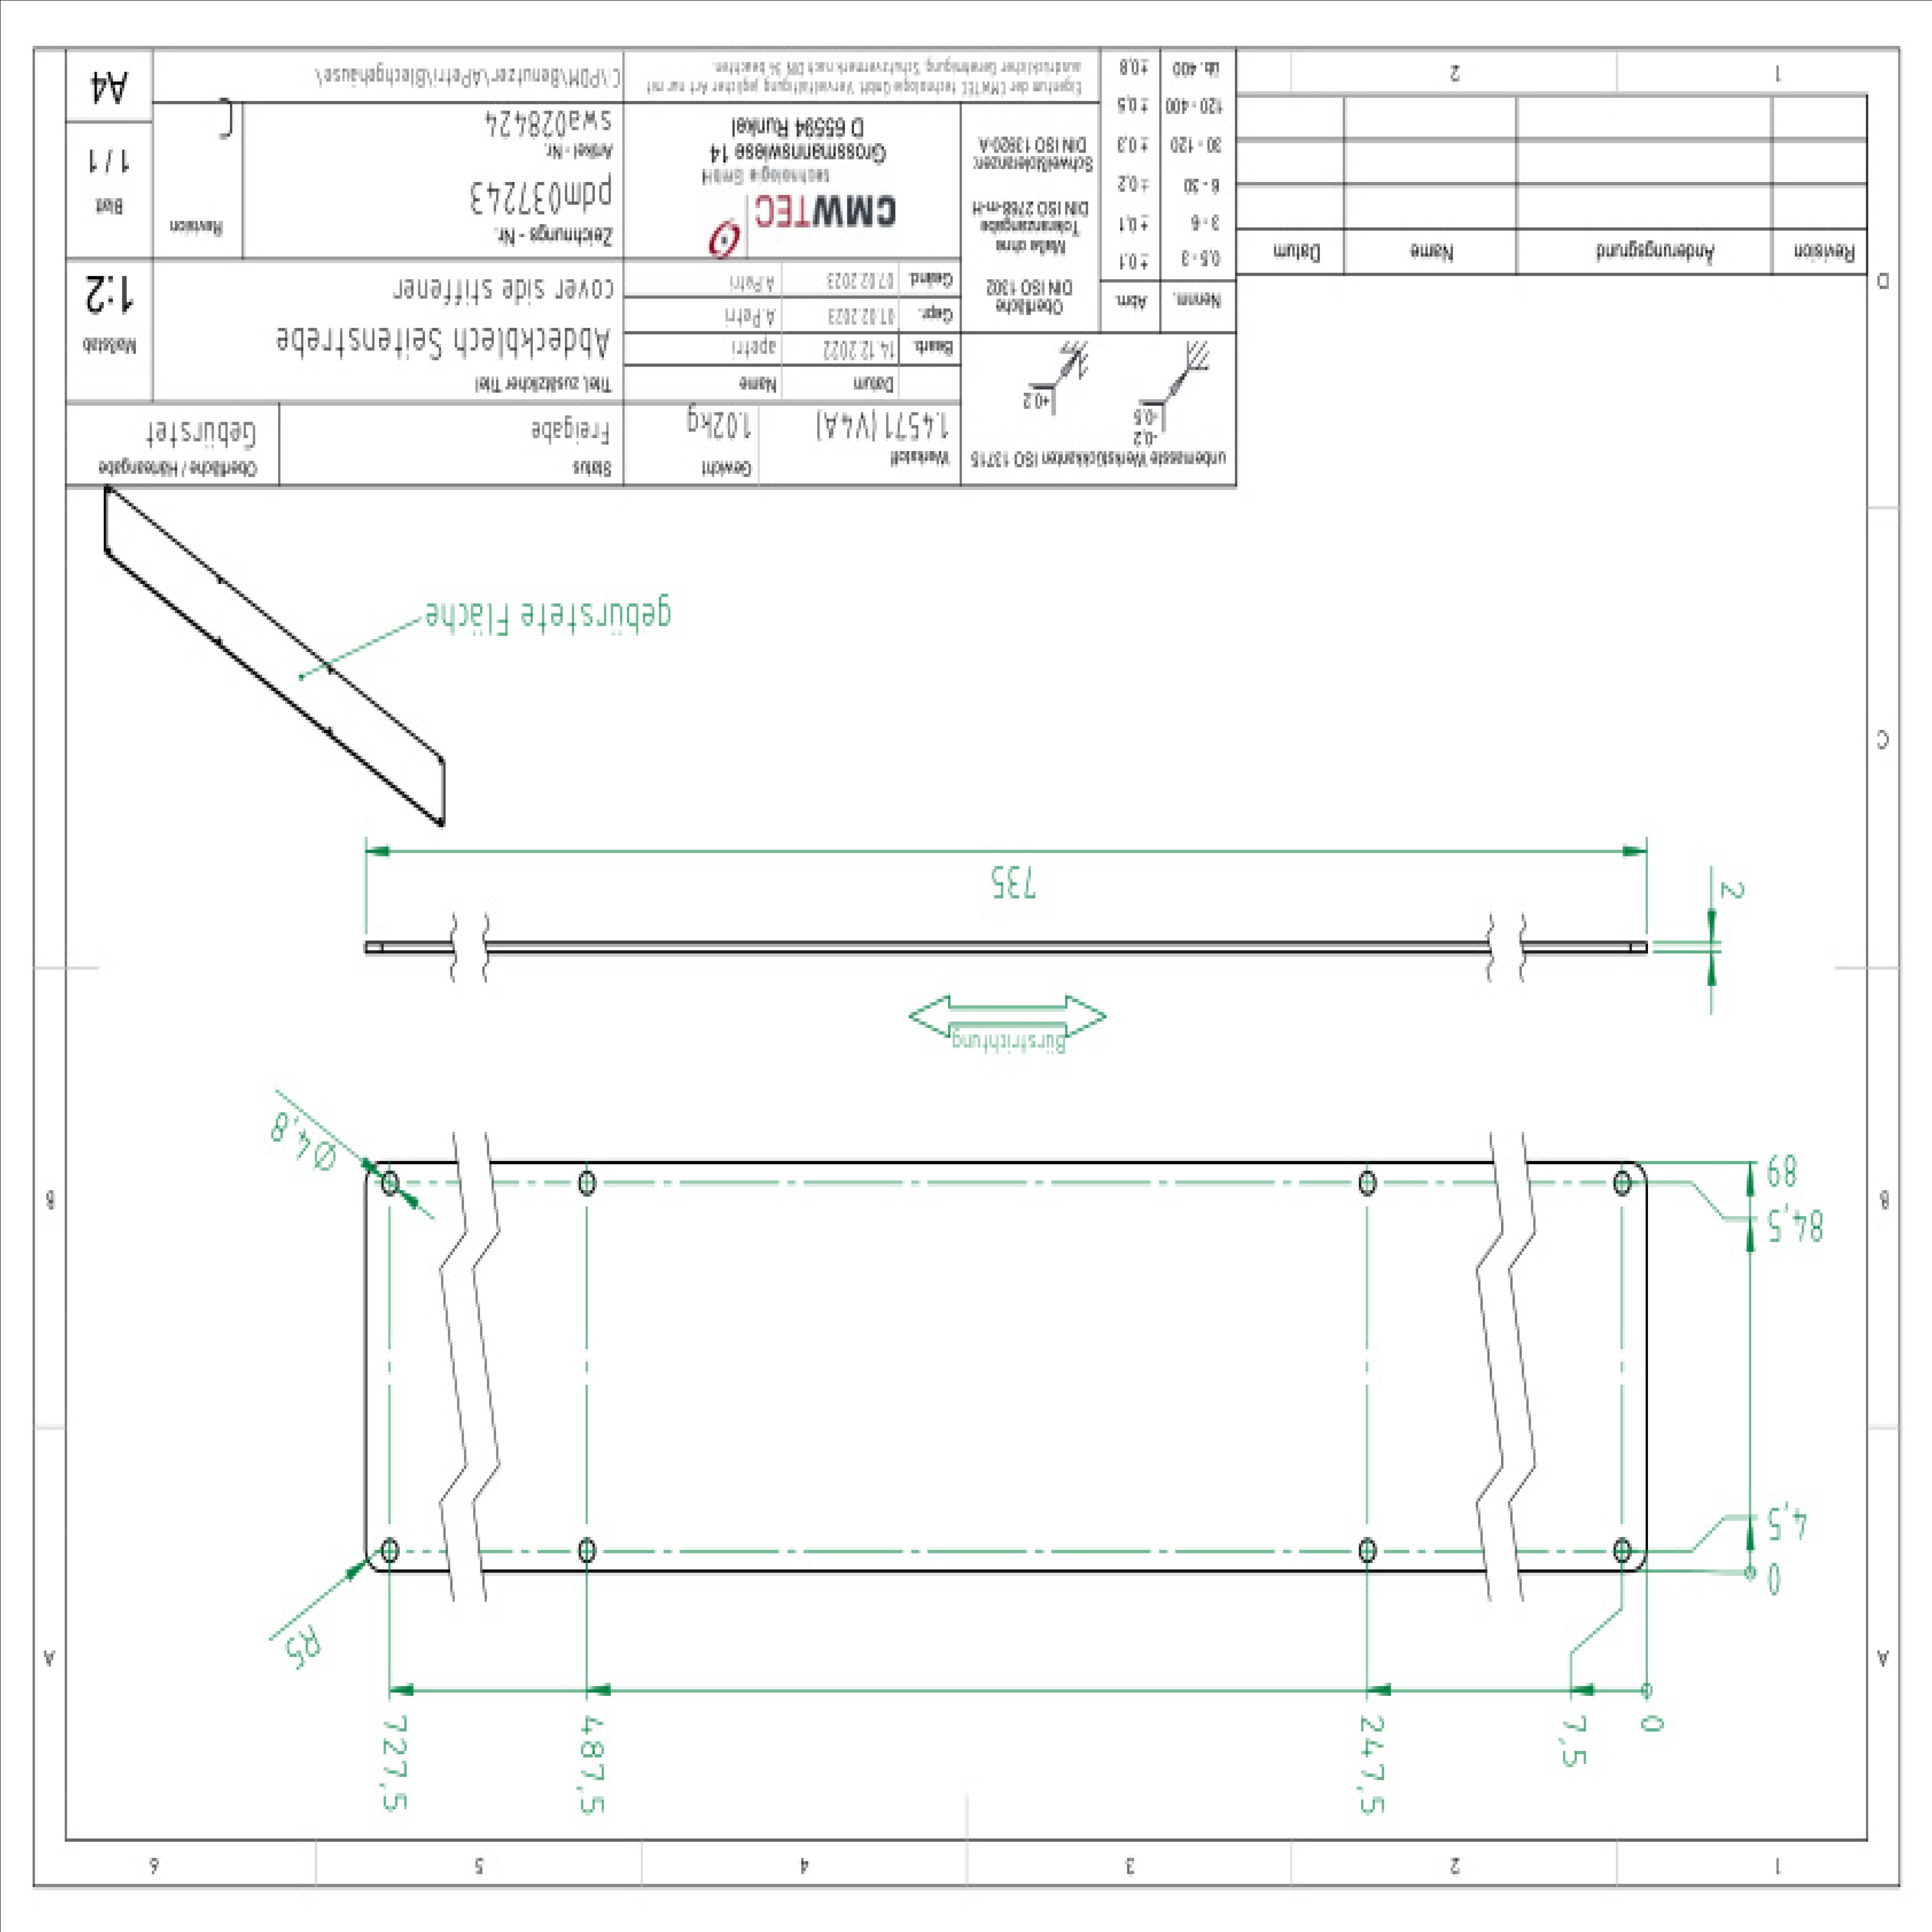 1 2 3 4 5 6
0 7,5 247,5 487,5 727,5
R5
A A
0
4,5
84,5
89
Ø4,8
B B
Bürstrichtung
2
735
C
gebürstete Fläche
unbemasste Werkstückkanten ISO 13715
-0,2
-0,5
+0,2
Werkstoff
1.4571 (V4A)
Gewicht
1.02kg
Status
Freigabe
Oberfläche / Härteangabe
Gebürstet
Datum Name
Bearb. 14.12.2022 apetri
Gepr. 07.02.2023 A.Petri
Geänd. 07.02.2023 A.Petri
Titel, zusätzlicher Titel
Abdeckblech Seitenstrebe
cover side stiffener
Maßstab
1:2
D
Revision Änderungsgrund Name Datum
Nennm. Abm.
0,5 - 3 ± 0,1
3 - 6 ± 0,1
6 - 30 ± 0,2
30 - 120 ± 0,3
120 - 400 ± 0,5
üb. 400 ± 0,8
Oberfläche
DIN ISO 1302
Maße ohne
Toleranzangabe
DIN ISO 2768-m-H
Schweißtoleranzen:
DIN ISO 13920-A
CMWTEC
technologie GmbH
Grossmannswiese 14
D 65594 Runkel
Zeichnungs - Nr.
pdm037243
Artikel - Nr.
swa028424
Revision
Blatt
1 / 1
A4
Eigentum der CMWTEC technologie GmbH. Vervielfältigung jeglicher Art nur mit
ausdrücklicher Genehmigung. Schutzvermerk nach DIN 34 beachten.
C:\PDM\Benutzer\APetri\Blechgehäuse\
1 2